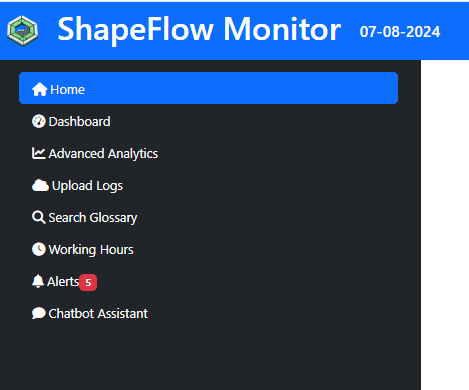 ShapeFlow Monitor 07-08-2024
Home
Dashboard
Advanced Analytics
Upload Logs
Search Glossary
Working Hours
Alerts 5
Chatbot Assistant